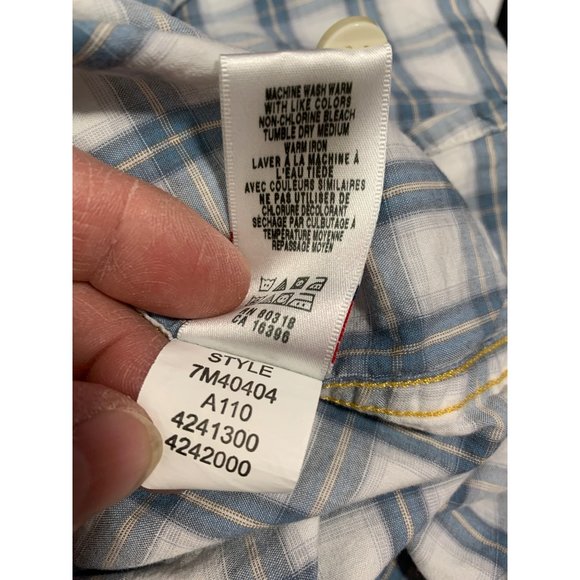 MACHINE WASH WARM
WITH LIKE COLORS
NON-CHLORINE BLEACH
TUMBLE DRY MEDIUM
WARM IRON
LAVER À LA MACHINE À
L'EAU TIÈDE
AVEC COULEURS SIMILAIRES
NE PAS UTILISER DE
CHLORURE DÉCOLORANT
SÉCHAGE PAR CULBUTAGE À
TEMPÉRATURE MOYENNE
REPASSAGE MOYEN
80318
CA 16396
STYLE
7M40404
A110
4241300
4242000